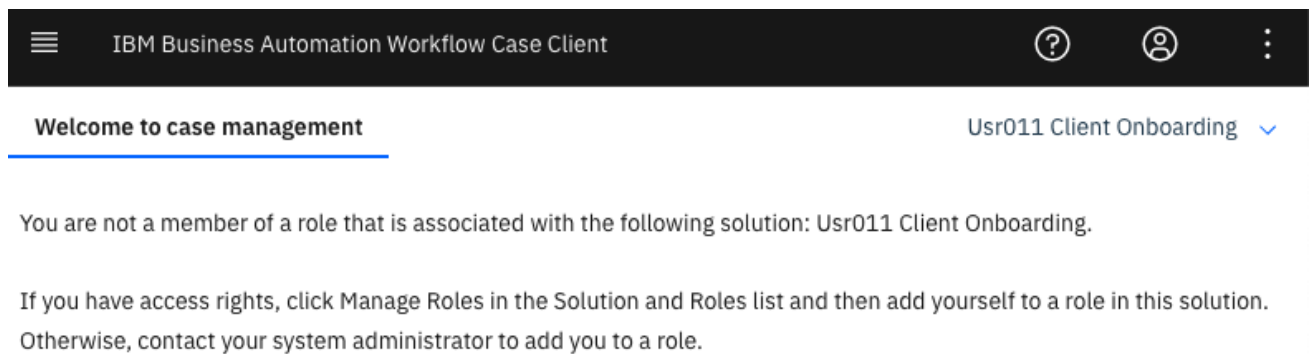 IBM Business Automation Workflow Case Client
Welcome to case management
Usr011 Client Onboarding
You are not a member of a role that is associated with the following solution: Usr011 Client Onboarding.
If you have access rights, click Manage Roles in the Solution and Roles list and then add yourself to a role in this solution.
Otherwise, contact your system administrator to add you to a role.